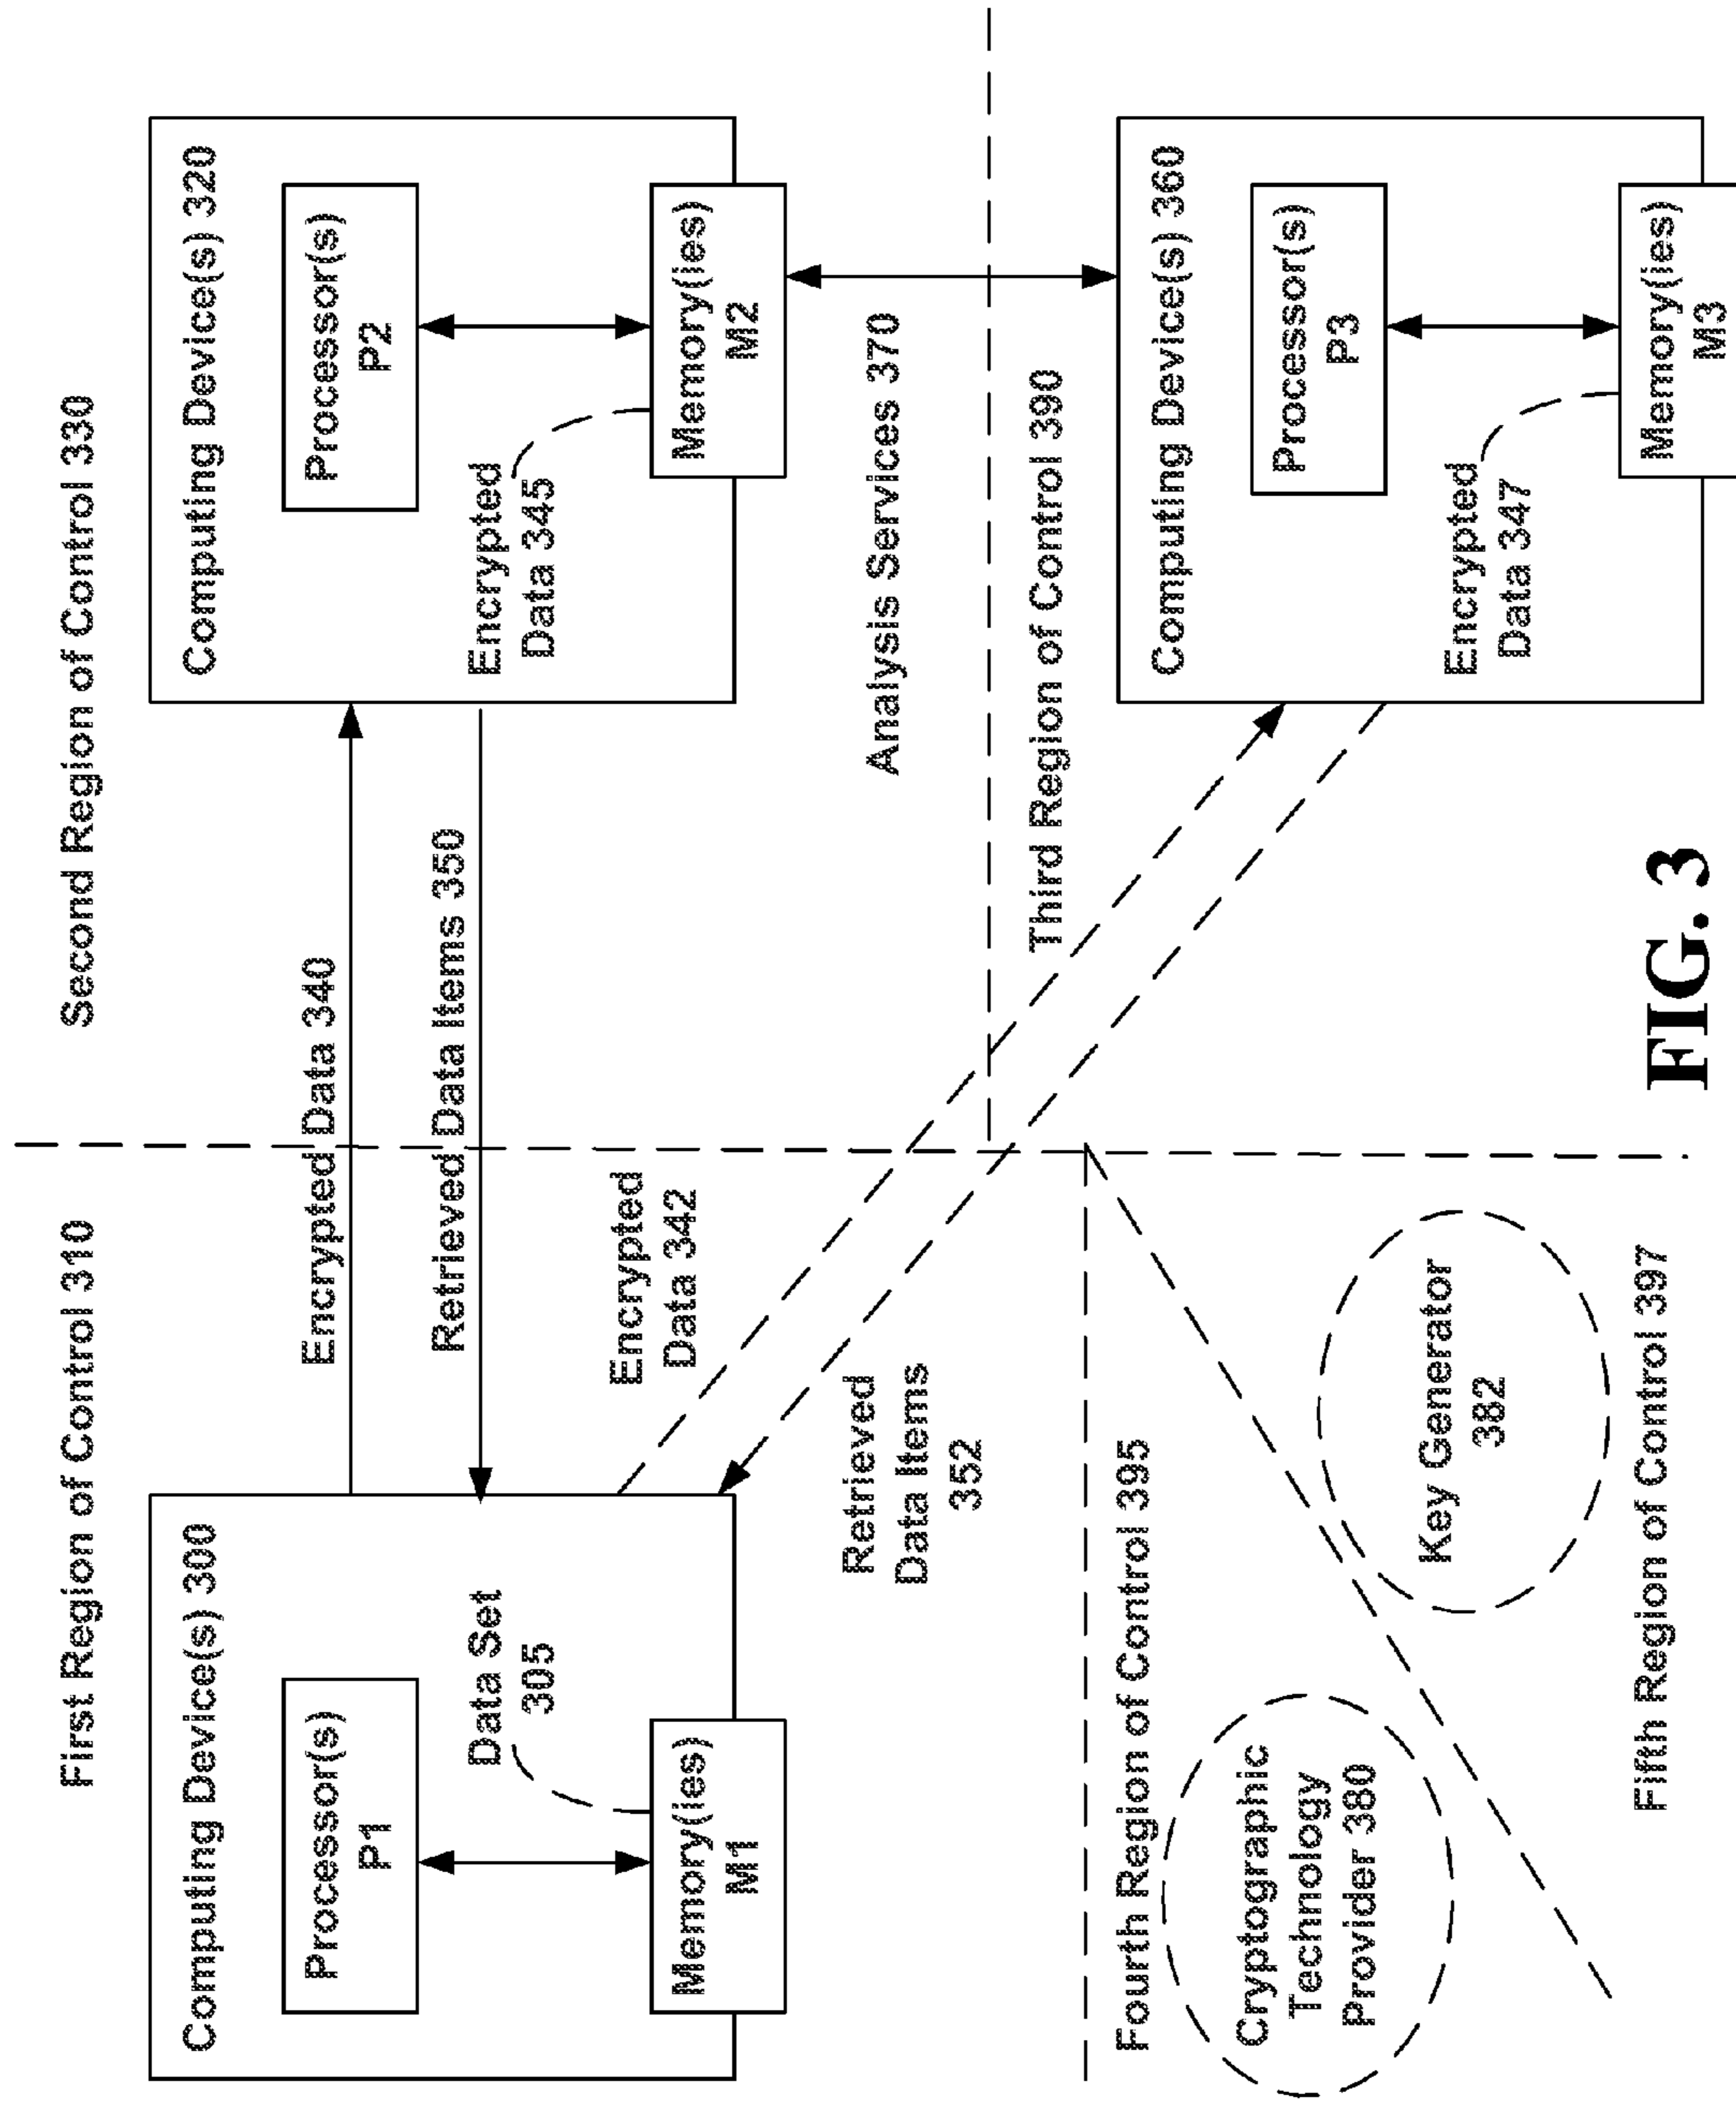 First Region of Control 310
Second Region of Control 330
Computing Device(s) 300
Processor(s)
P1
Data Set
305
Memory(ies)
M1
Encrypted Data 340
Retrieved Data Items 350
Encrypted
Data 342
Retrieved
Data Items
352
Computing Device(s) 320
Processor(s)
P2
Encrypted
Data 345
Memory(ies)
M2
Analysis Services 370
Third Region of Control 390
Computing Device(s) 360
Processor(s)
P3
Encrypted
Data 347
Memory(ies)
M3
Fourth Region of Control 395
Cryptographic
Technology
Provider 380
Key Generator
382
Fifth Region of Control 397
FIG. 3